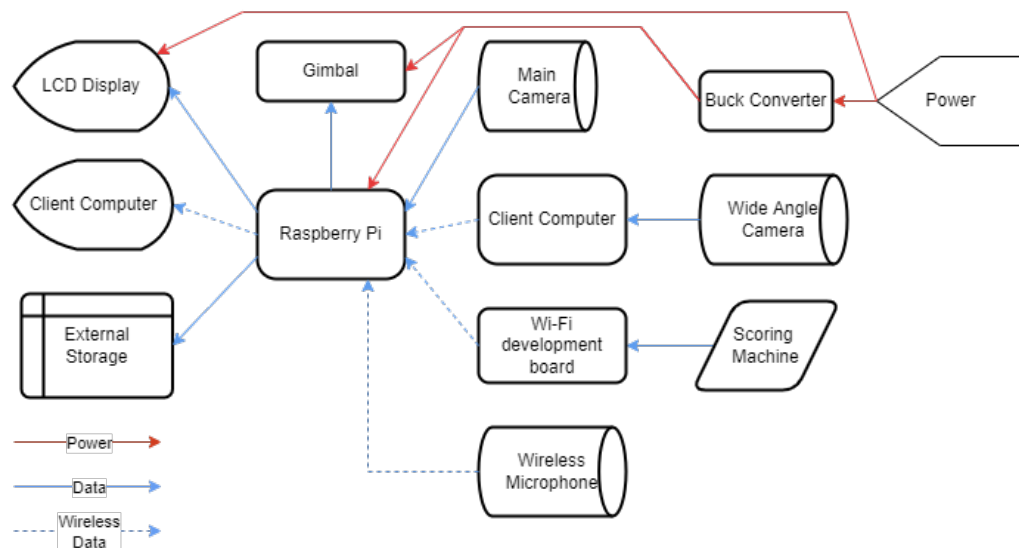 LCD Display
Gimbal
Main
Camera
Buck Converter
Power
Client Computer
Raspberry Pi
Client Computer
Wide Angle
Camera
External
Storage
Wi-Fi
development
board
Scoring
Machine
Wireless
Microphone
Power
Data
Wireless
Data